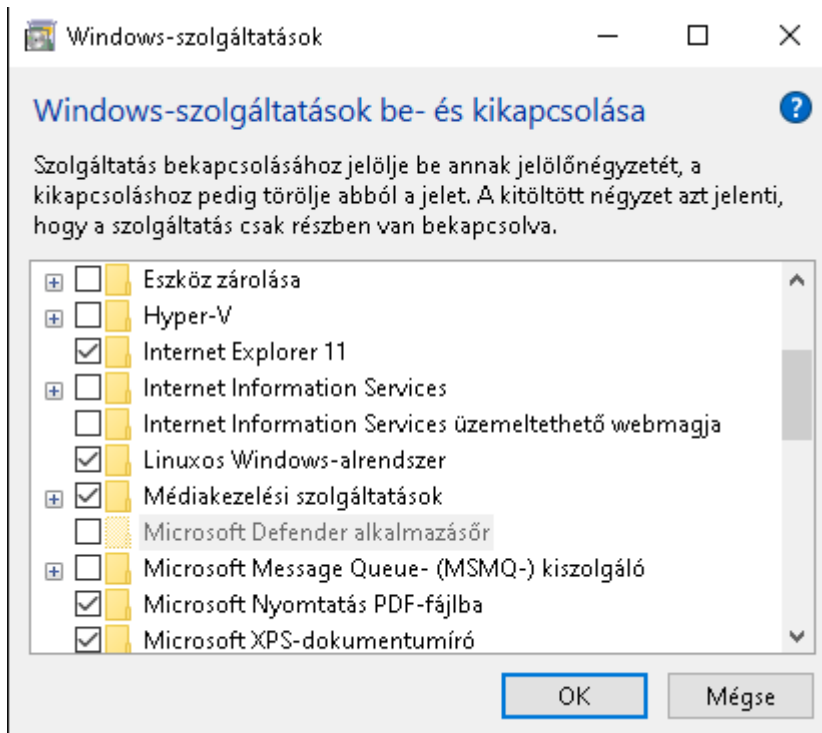 Windows-szolgáltatások
Windows-szolgáltatások be- és kikapcsolása
Szolgáltatás bekapcsolásához jelölje be annak jelölőnégyzetét, a
kikapcsoláshoz pedig törölje abból a jelet. A kitöltött négyzet azt jelenti,
hogy a szolgáltatás csak részben van bekapcsolva.
Eszköz zárolása
Hyper-V
Internet Explorer 11
Internet Information Services
Internet Information Services üzemeltethető webmagja
Linuxos Windows-alrendszer
Médiakezelési szolgáltatások
Microsoft Defender alkalmazásőr
Microsoft Message Queue- (MSMQ-) kiszolgáló
Microsoft Nyomtatás PDF-fájlba
Microsoft XPS-dokumentumíró
OK Mégse